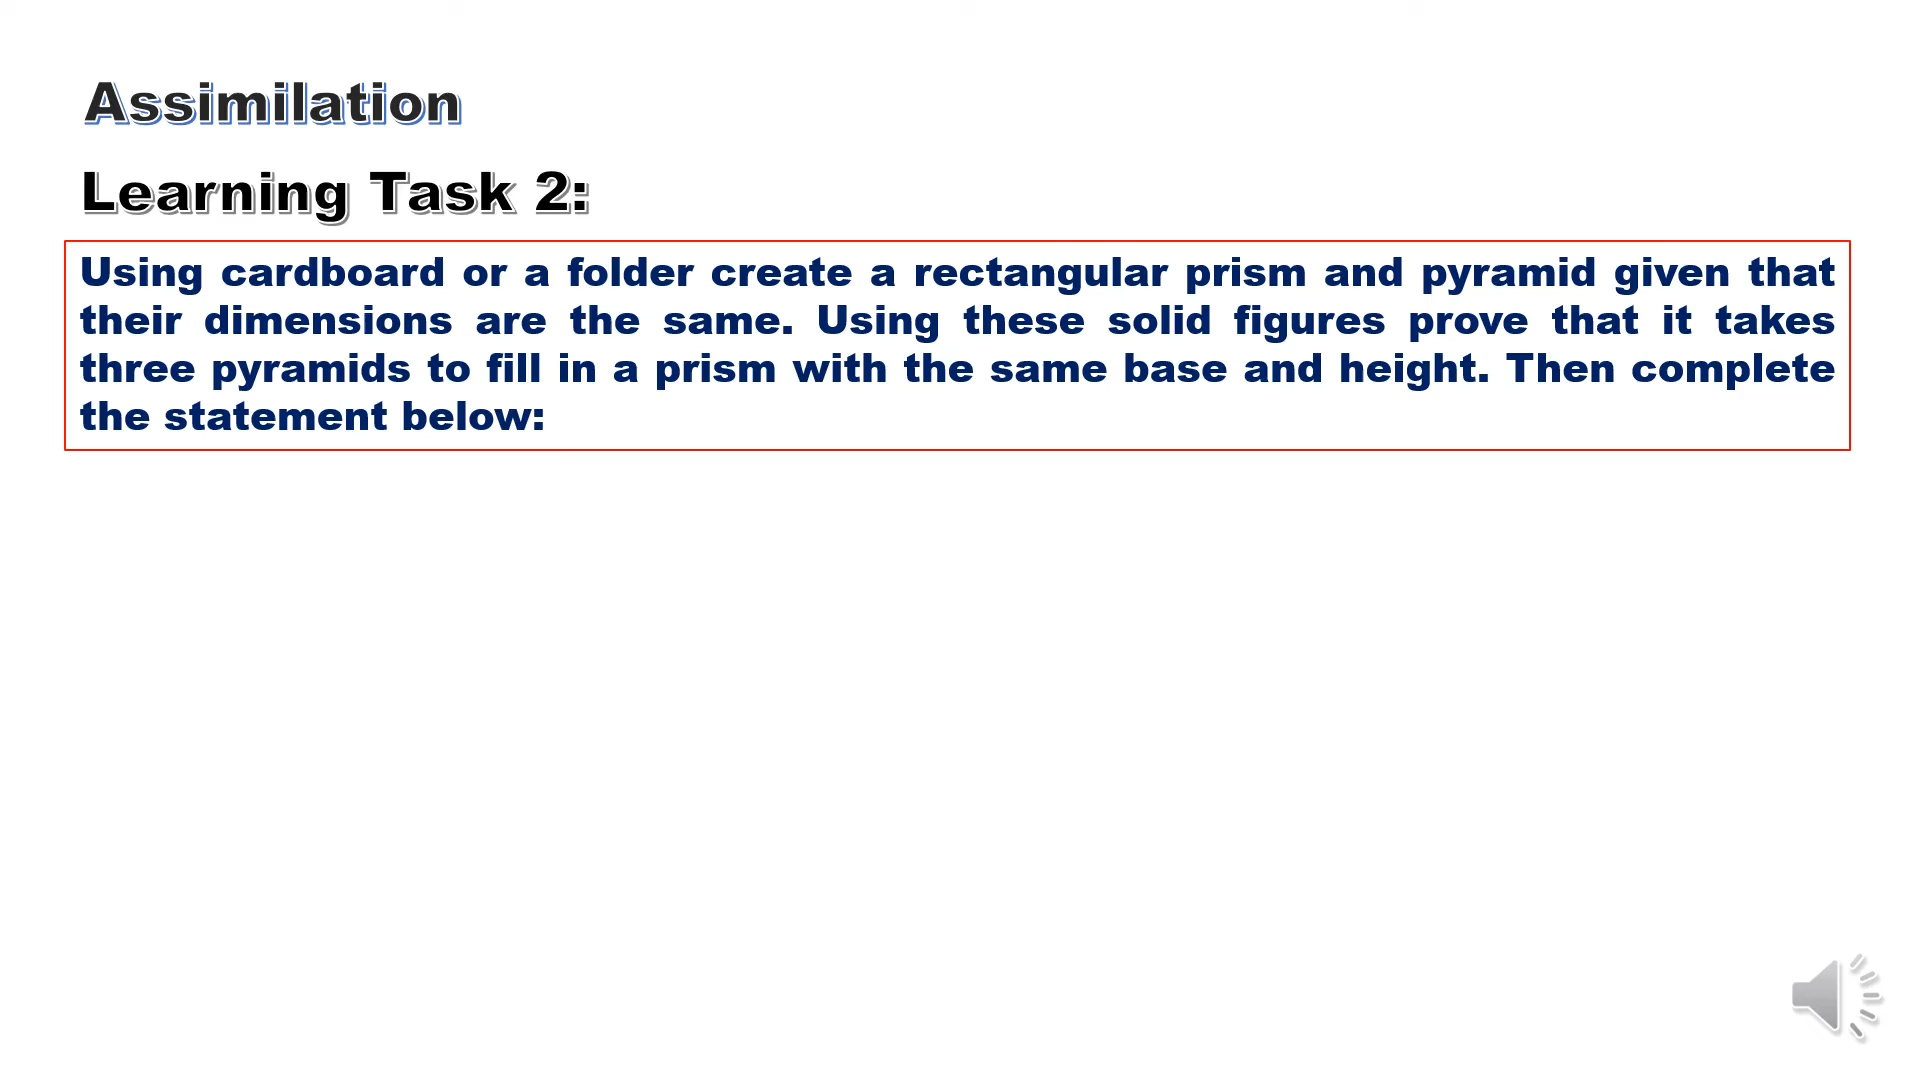 Assimilation
Learning Task 2:
Using cardboard or a folder create a rectangular prism and pyramid given that
their dimensions are the same. Using these solid figures prove that it takes
three pyramids to fill in a prism with the same base and height. Then complete
the statement below: